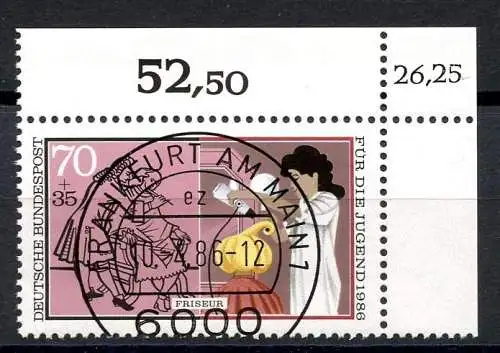 52,50
26,25
70
+
35
DEUTSCHE BUNDESPOST
FÜR DIE JUGEND 1986
FRISEUR
FRANKFURT AM MAIN 1
ez
10.4.86-12
6000